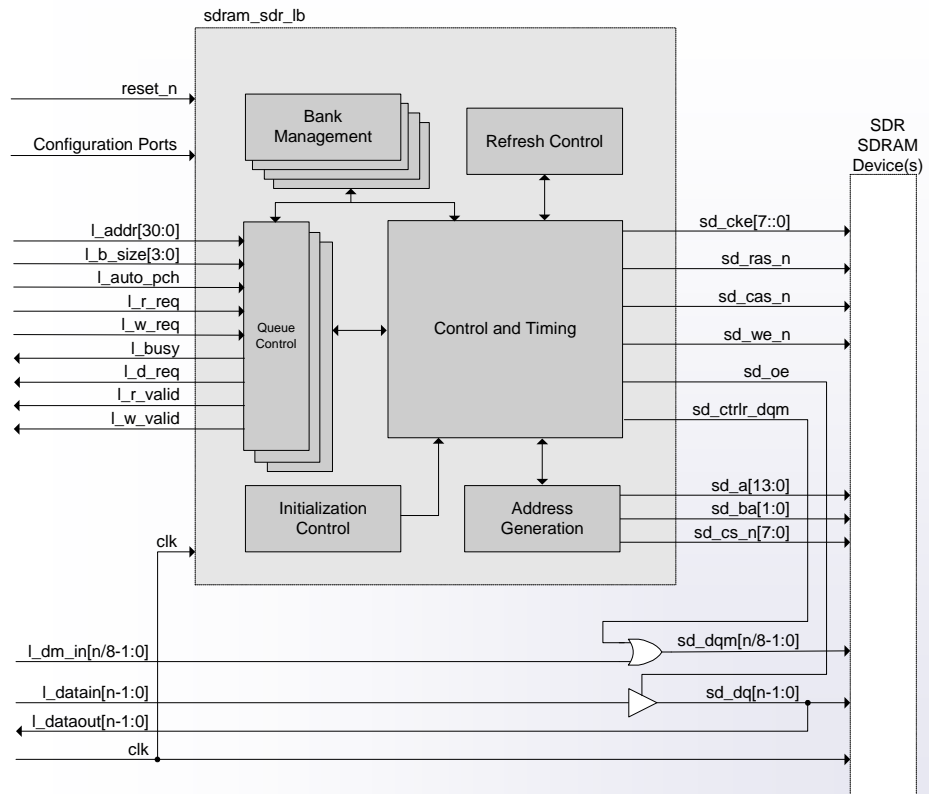 sdram_sdr_lb
reset_n
Configuration Ports
l_addr[30:0]
l_b_size[3:0]
l_auto_pch
l_r_req
l_w_req
l_busy
l_d_req
l_r_valid
l_w_valid
clk
Bank
Management
Refresh Control
Queue
Control
Control and Timing
Initialization
Control
Address
Generation
SDR
SDRAM
Device(s)
sd_cke[7::0]
sd_ras_n
sd_cas_n
sd_we_n
sd_oe
sd_ctrlr_dqm
sd_a[13:0]
sd_ba[1:0]
sd_cs_n[7:0]
l_dm_in[n/8-1:0]
sd_dqm[n/8-1:0]
l_datain[n-1:0]
sd_dq[n-1:0]
l_dataout[n-1:0]
clk